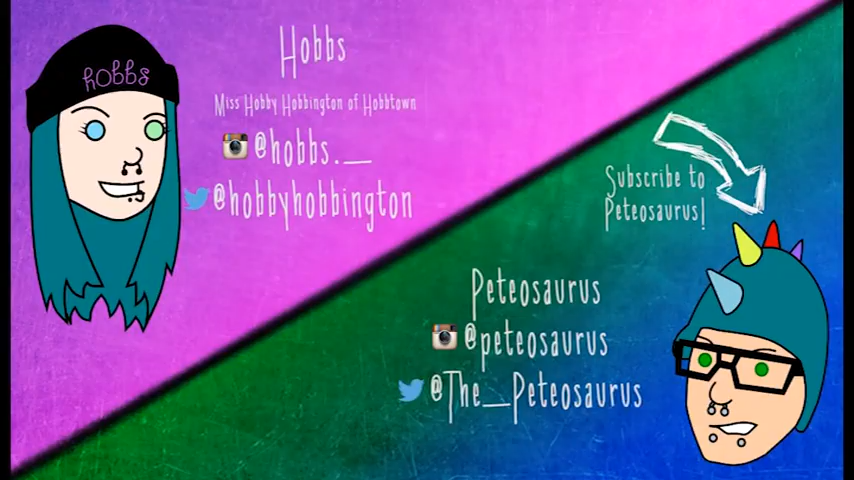 hobbs
Hobbs
Miss Hobby Hobbington of Hobbtown
@hobbs._
@hobbyhobbington
Subscribe to
Peteosaurus!
Peteosaurus
@peteosaurus
@The_Peteosaurus